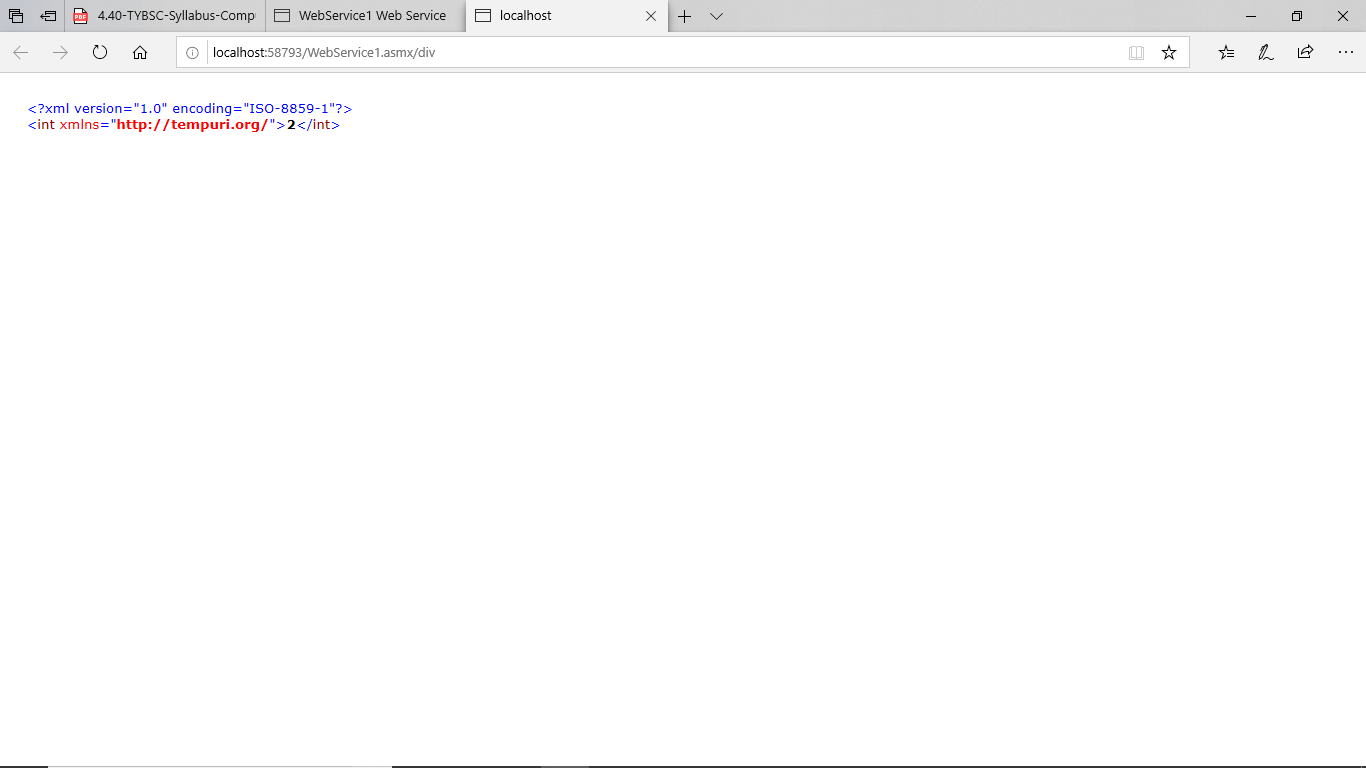 4.40-TYBSC-Syllabus-Comp
WebService1 Web Service
localhost
localhost:58793/WebService1.asmx/div
<?xml version="1.0" encoding="ISO-8859-1"?>
<int xmlns="http://tempuri.org/">2</int>